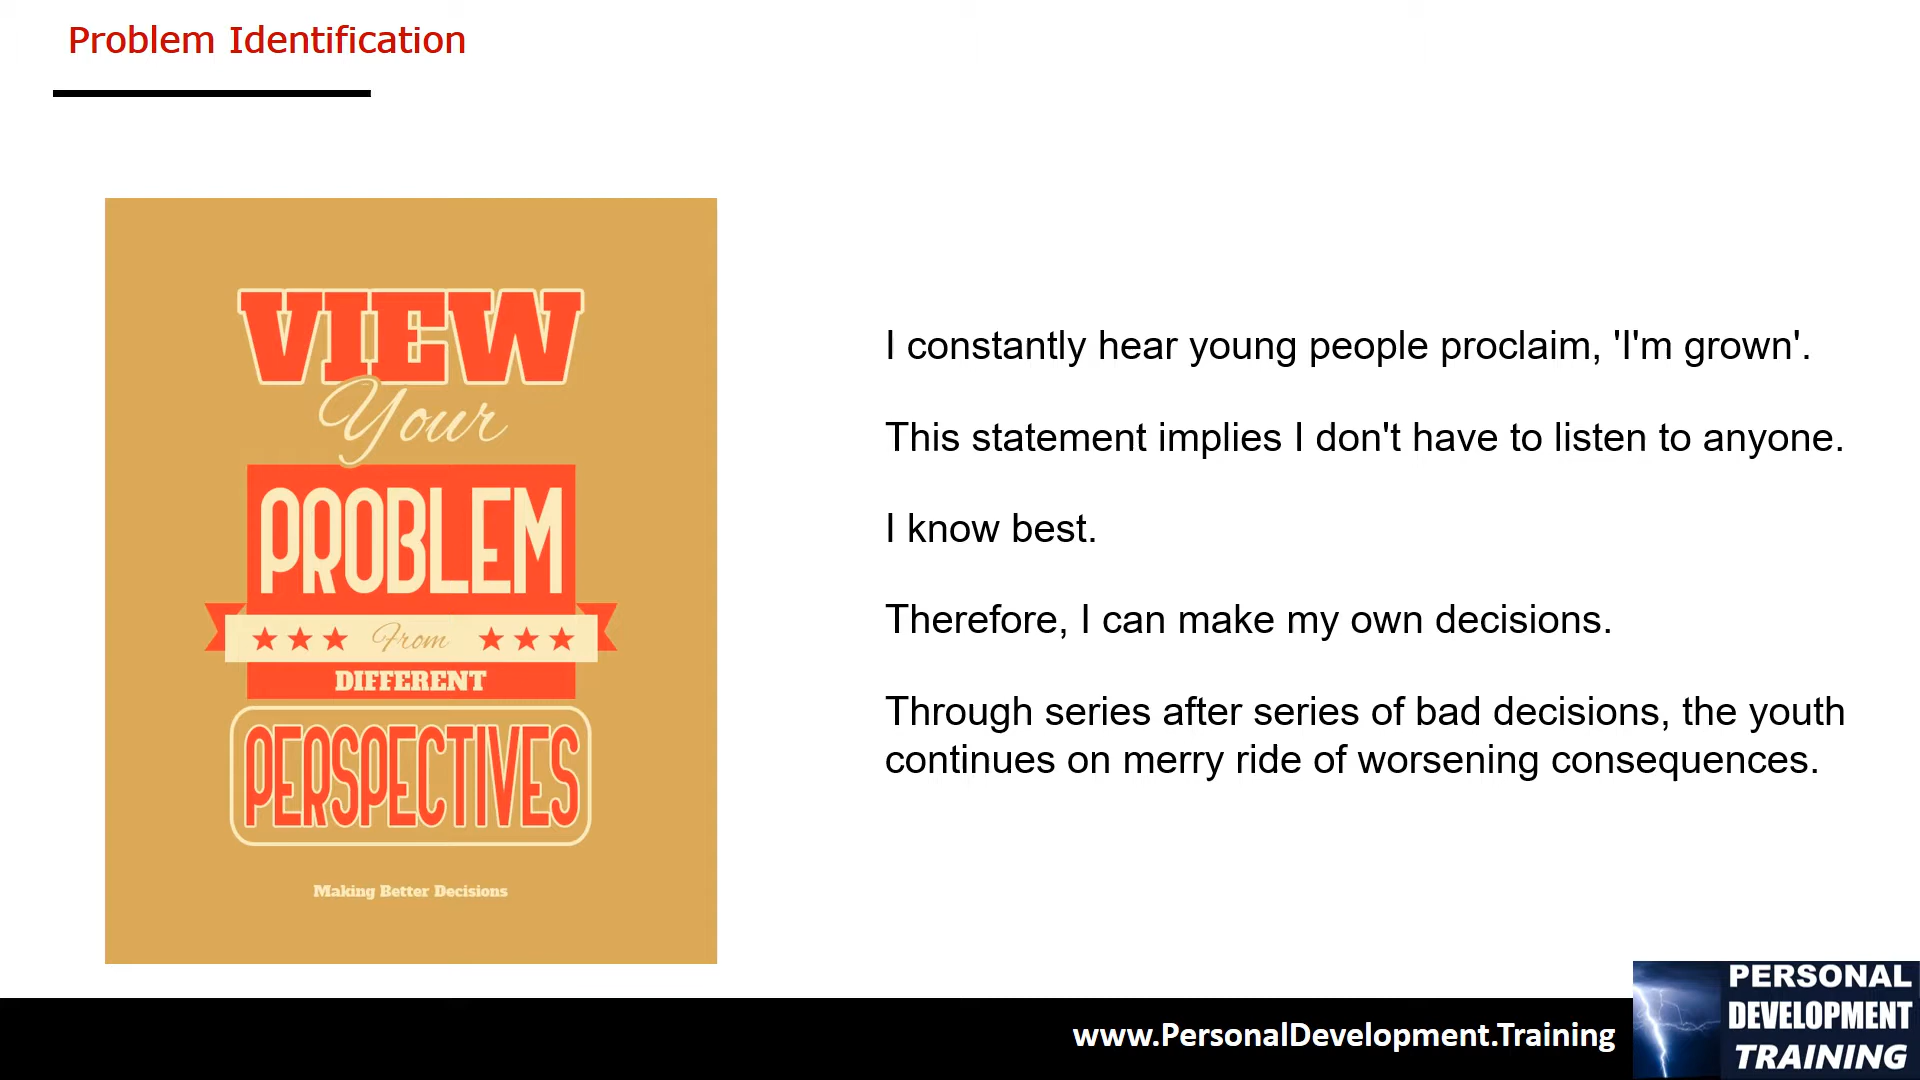 Problem Identification
VIEW
Your
PROBLEM
From
DIFFERENT
PERSPECTIVES
Making Better Decisions
I constantly hear young people proclaim, 'I'm grown'.
This statement implies I don't have to listen to anyone.
I know best.
Therefore, I can make my own decisions.
Through series after series of bad decisions, the youth
continues on merry ride of worsening consequences.
www.PersonalDevelopment.Training
PERSONAL
DEVELOPMENT
TRAINING